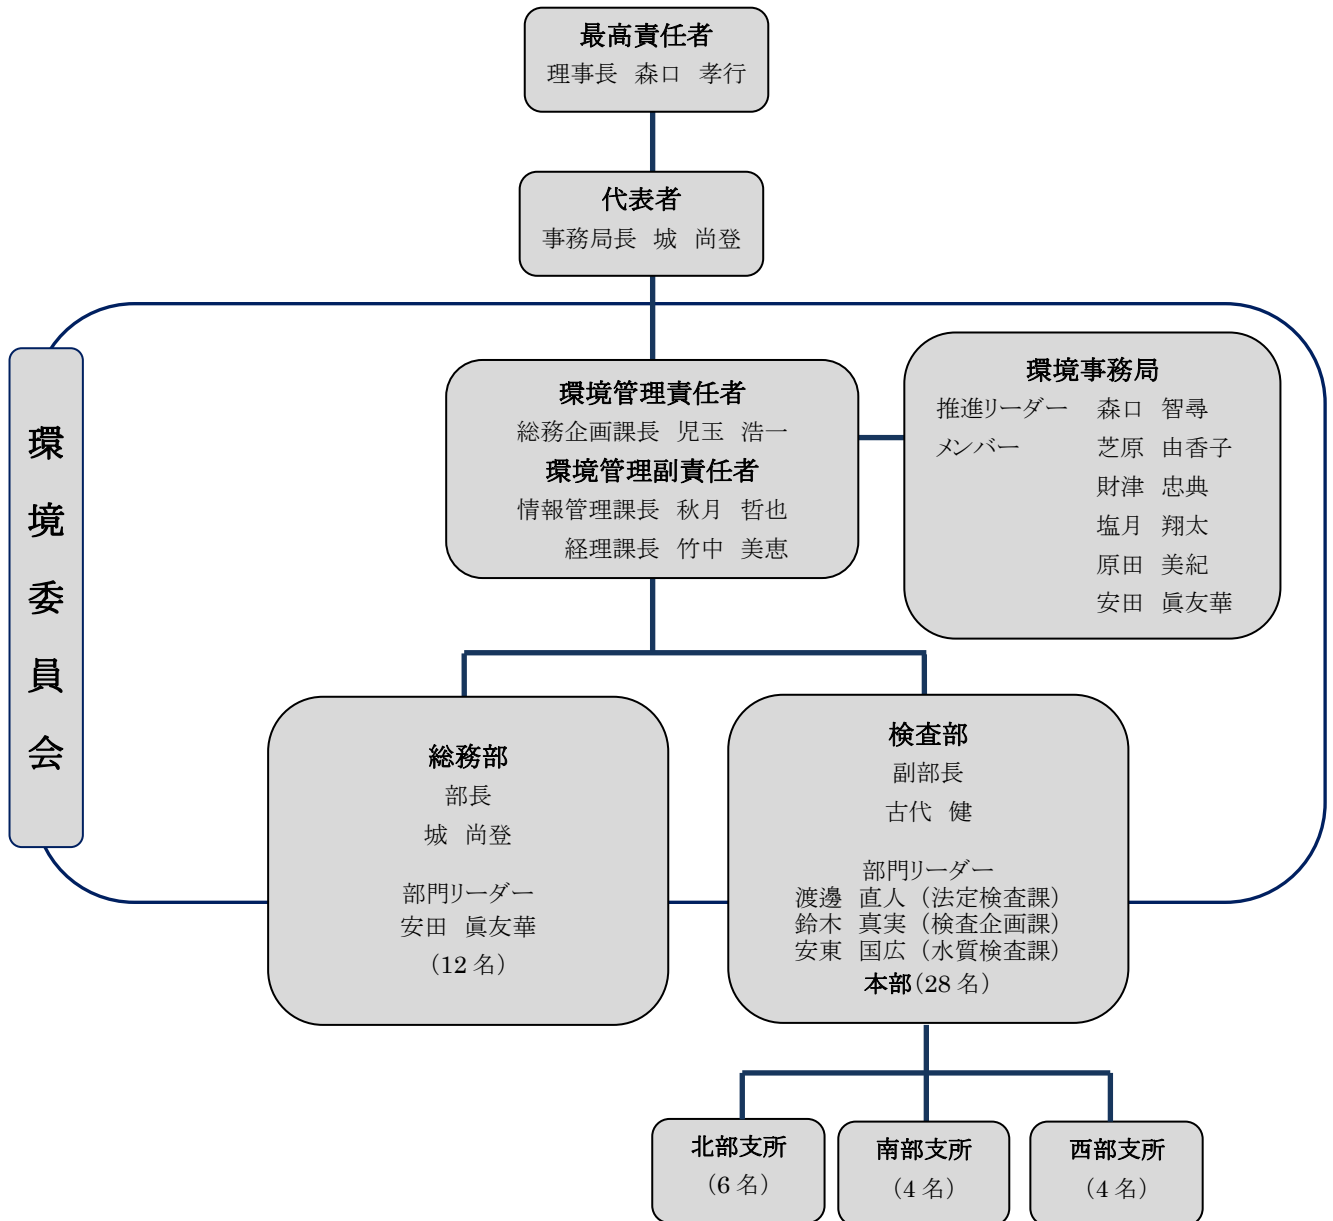 最高責任者
理事長 森口 孝行
代表者
事務局長 城 尚登
環境委員会
環境管理責任者
総務企画課長 児玉 浩一
環境管理副責任者
情報管理課長 秋月 哲也
経理課長 竹中 美恵
環境事務局
推進リーダー 森口 智尋
メンバー 芝原 由香子
財津 忠典
塩月 翔太
原田 美紀
安田 眞友華
総務部
部長
城 尚登
部門リーダー
安田 眞友華
(12名)
検査部
副部長
古代 健
部門リーダー
渡邊 直人(法定検査課)
鈴木 真実(検査企画課)
安東 国広(水質検査課)
本部(28名)
北部支所
(6名)
南部支所
(4名)
西部支所
(4名)